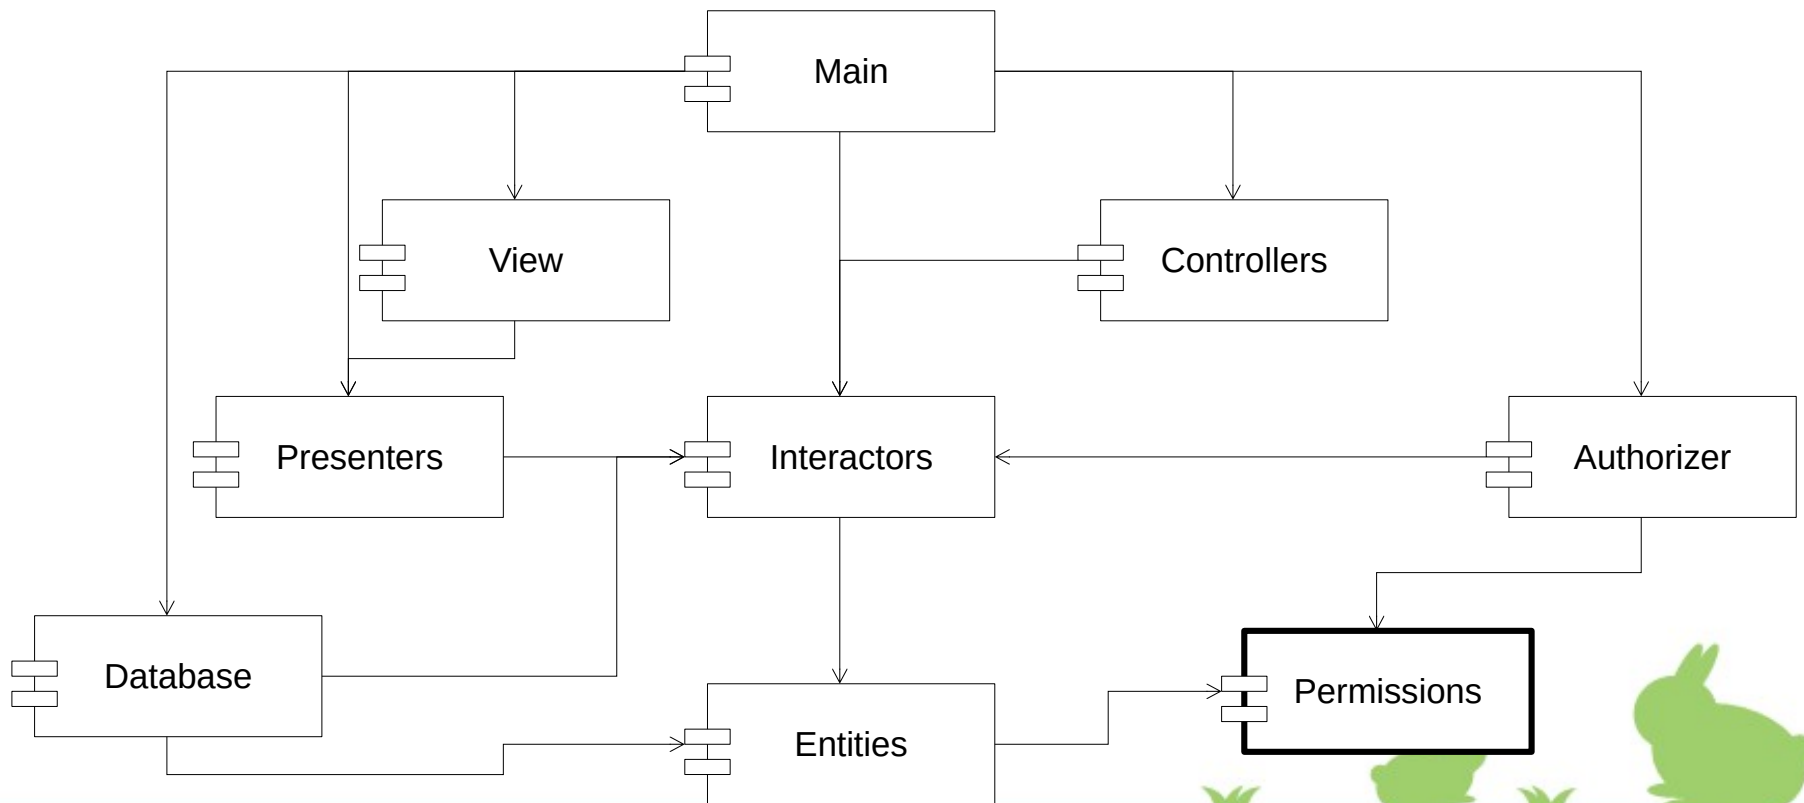 Main
View
Controllers
Presenters
Interactors
Authorizer
Database
Permissions
Entities